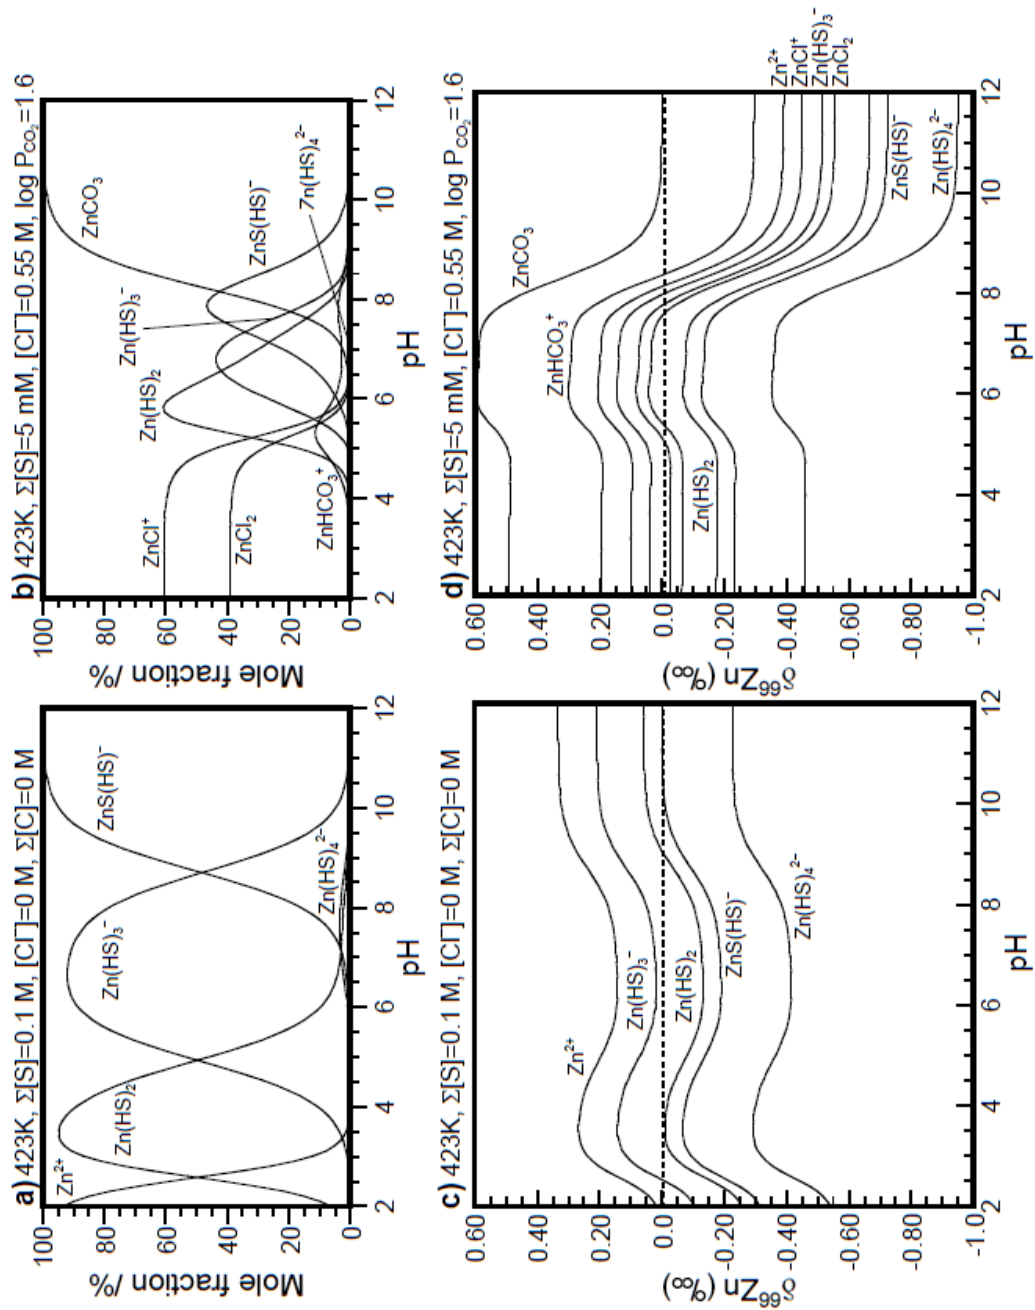 a) 423K, Σ[S]=0.1 M, [Cl⁻]=0 M, Σ[C]=0 M
Mole fraction /%
100
80
60
40
20
0
Zn²⁺
Zn(HS)₂
Zn(HS)₃⁻
Zn(HS)₄²⁻
ZnS(HS)⁻
2 4 6 8 10 12
pH
b) 423K, Σ[S]=5 mM, [Cl⁻]=0.55 M, log P_CO₂=1.6
Mole fraction /%
100
80
60
40
20
0
ZnCl⁺
ZnCl₂
ZnHCO₃⁺
Zn(HS)₂
Zn(HS)₃⁻
ZnS(HS)⁻
7n(HS)₄²⁻
ZnCO₃
2 4 6 8 10 12
pH
c) 423K, Σ[S]=0.1 M, [Cl⁻]=0 M, Σ[C]=0 M
δ⁶⁶Zn (‰)
0.60
0.40
0.20
0.0
-0.20
-0.40
-0.60
-0.80
-1.0
Zn²⁺
Zn(HS)₃⁻
Zn(HS)₂
ZnS(HS)⁻
Zn(HS)₄²⁻
2 4 6 8 10 12
pH
d) 423K, Σ[S]=5 mM, [Cl⁻]=0.55 M, log P_CO₂=1.6
δ⁶⁶Zn (‰)
0.60
0.40
0.20
0.0
-0.20
-0.40
-0.60
-0.80
-1.0
ZnCO₃
ZnHCO₃⁺
Zn(HS)₂
Zn²⁺
ZnCl⁺
Zn(HS)₃⁻
ZnCl₂
ZnS(HS)⁻
Zn(HS)₄²⁻
2 4 6 8 10 12
pH